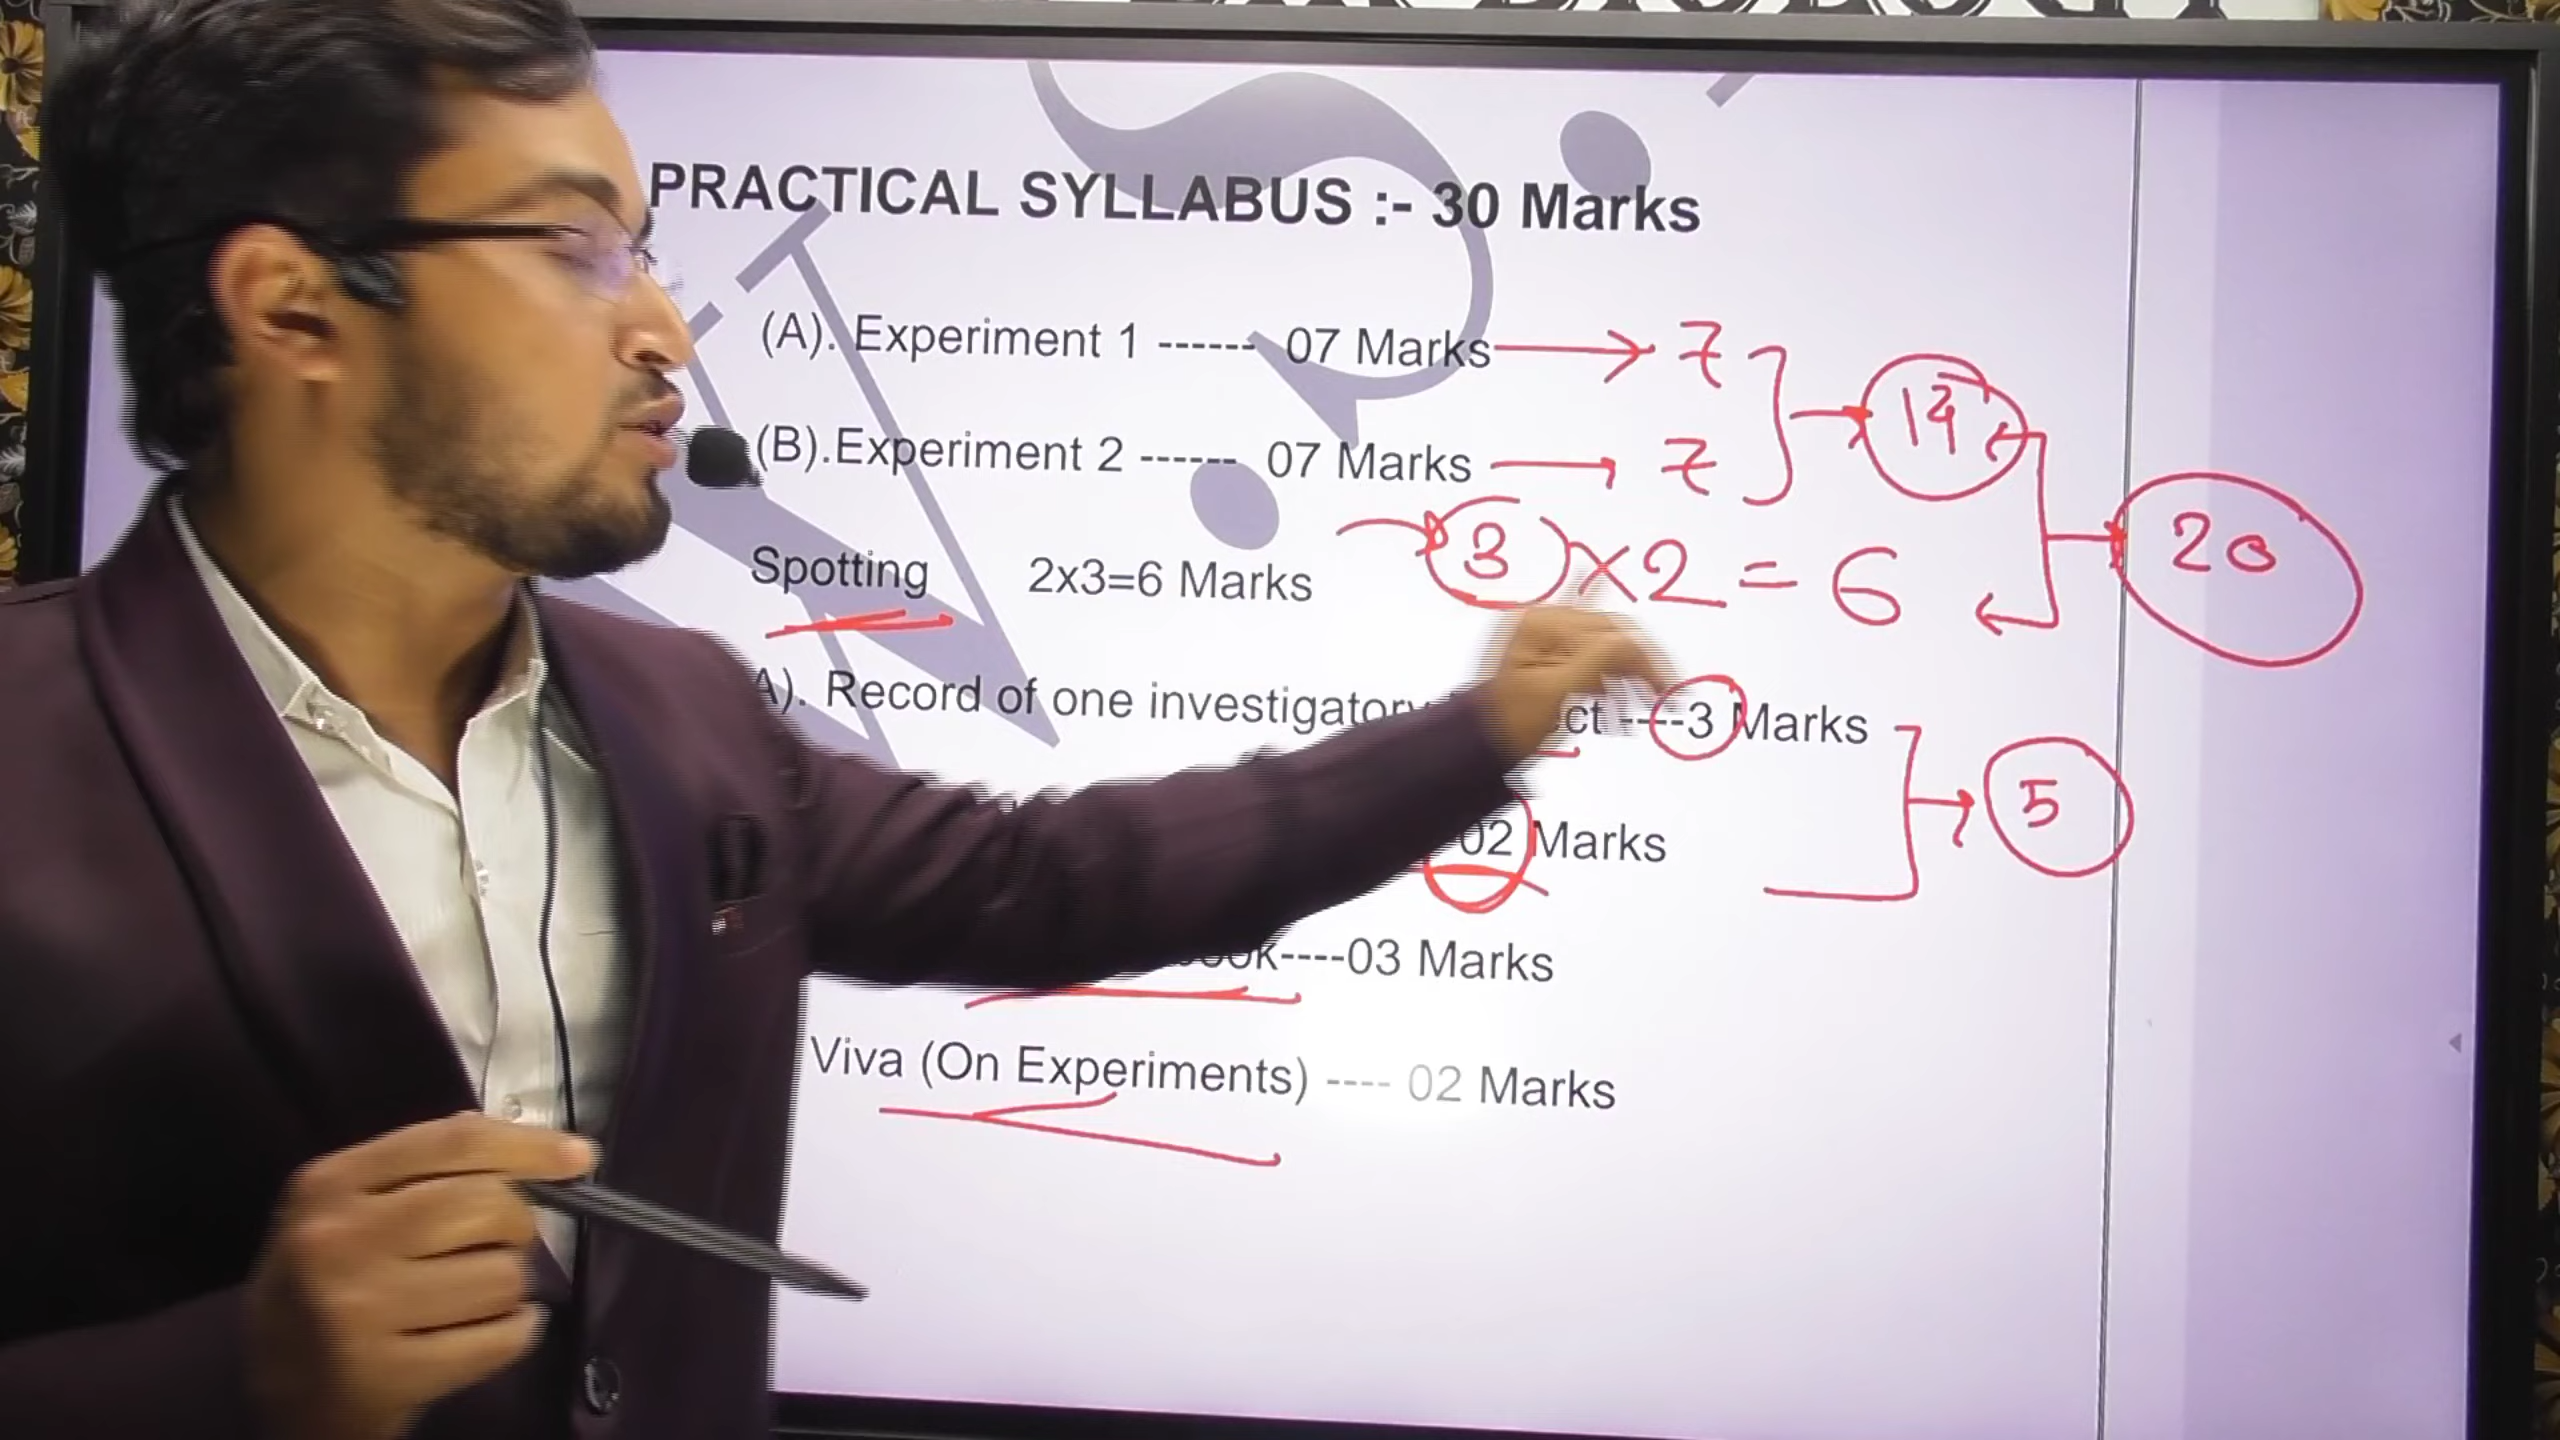 PRACTICAL SYLLABUS :- 30 Marks
(A). Experiment 1 ------ 07 Marks → 7
14
(B).Experiment 2 ------ 07 Marks → 7
20
Spotting 2x3=6 Marks 3 × 2 = 6
A). Record of one investigatory ct ----3 Marks
5
02 Marks
ook----03 Marks
Viva (On Experiments) ---- 02 Marks